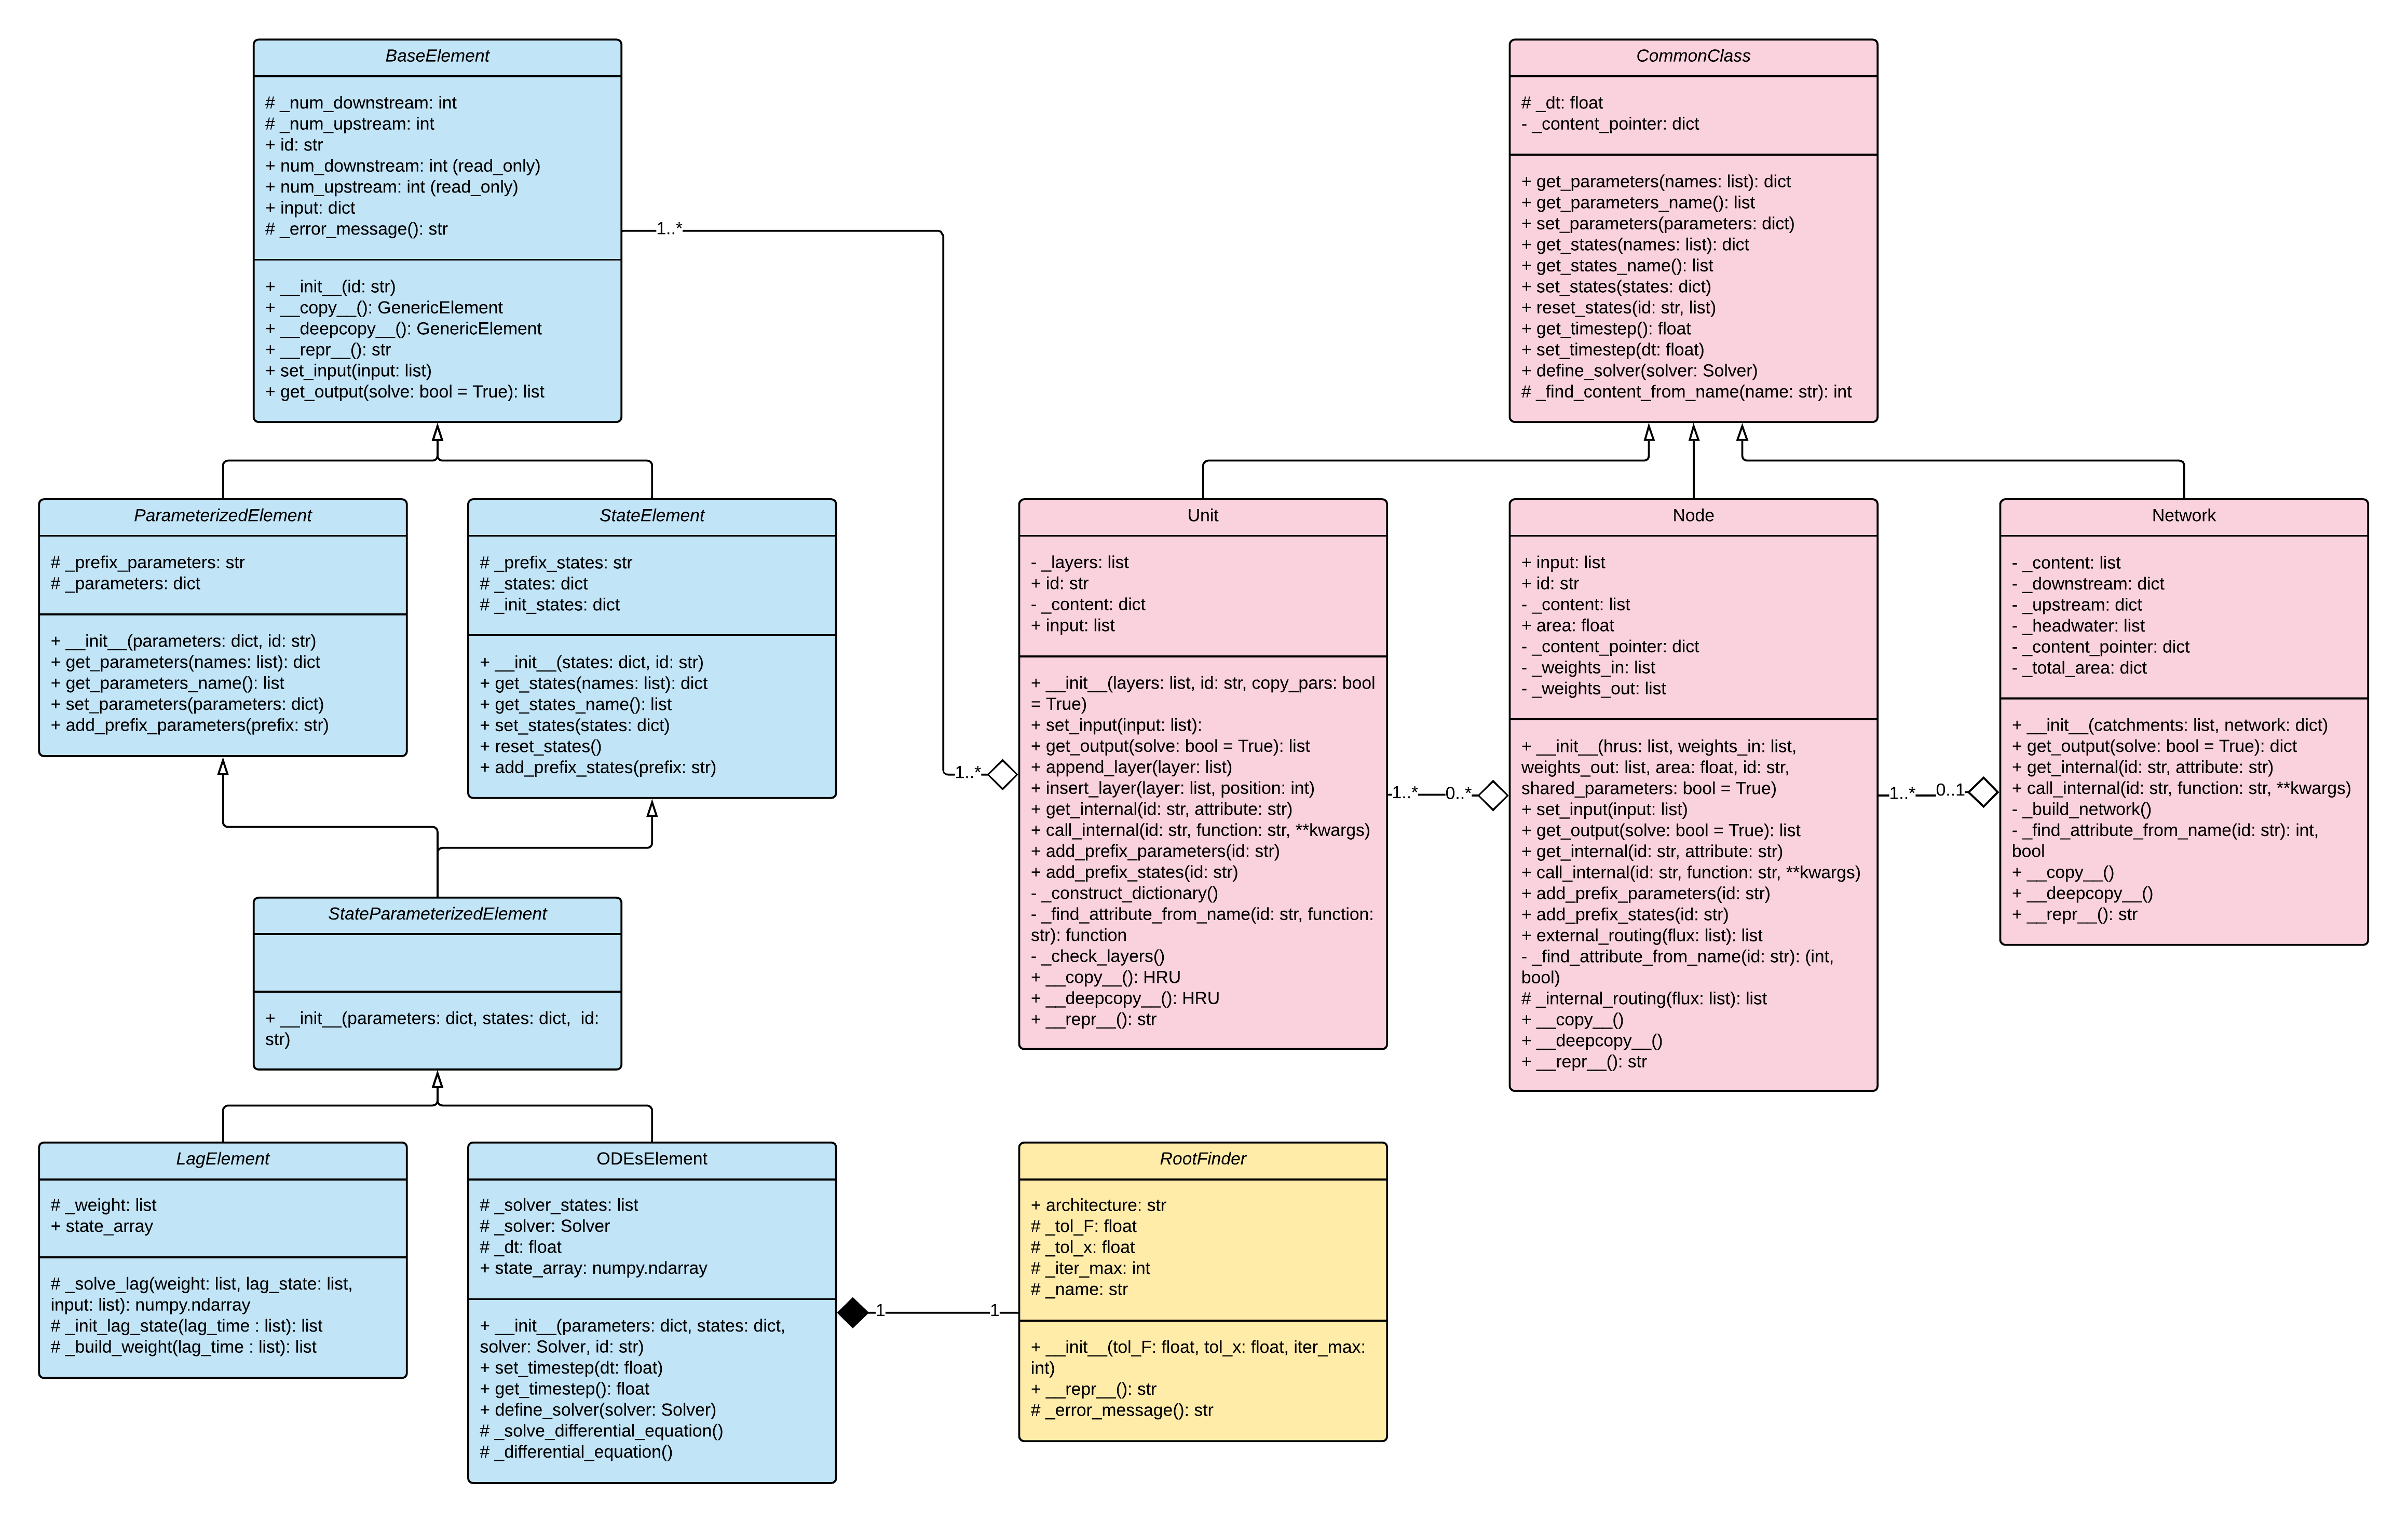 BaseElement
# _num_downstream: int
# _num_upstream: int
+ id: str
+ num_downstream: int (read_only)
+ num_upstream: int (read_only)
+ input: dict
# _error_message(): str
+ __init__(id: str)
+ __copy__(): GenericElement
+ __deepcopy__(): GenericElement
+ __repr__(): str
+ set_input(input: list)
+ get_output(solve: bool = True): list
1..*
1..*
CommonClass
# _dt: float
- _content_pointer: dict
+ get_parameters(names: list): dict
+ get_parameters_name(): list
+ set_parameters(parameters: dict)
+ get_states(names: list): dict
+ get_states_name(): list
+ set_states(states: dict)
+ reset_states(id: str, list)
+ get_timestep(): float
+ set_timestep(dt: float)
+ define_solver(solver: Solver)
# _find_content_from_name(name: str): int
ParameterizedElement
# _prefix_parameters: str
# _parameters: dict
+ __init__(parameters: dict, id: str)
+ get_parameters(names: list): dict
+ get_parameters_name(): list
+ set_parameters(parameters: dict)
+ add_prefix_parameters(prefix: str)
StateElement
# _prefix_states: str
# _states: dict
# _init_states: dict
+ __init__(states: dict, id: str)
+ get_states(names: list): dict
+ get_states_name(): list
+ set_states(states: dict)
+ reset_states()
+ add_prefix_states(prefix: str)
Unit
- _layers: list
+ id: str
- _content: dict
+ input: list
+ __init__(layers: list, id: str, copy_pars: bool
= True)
+ set_input(input: list):
+ get_output(solve: bool = True): list
+ append_layer(layer: list)
+ insert_layer(layer: list, position: int)
+ get_internal(id: str, attribute: str)
+ call_internal(id: str, function: str, **kwargs)
+ add_prefix_parameters(id: str)
+ add_prefix_states(id: str)
- _construct_dictionary()
- _find_attribute_from_name(id: str, function:
str): function
- _check_layers()
+ __copy__(): HRU
+ __deepcopy__(): HRU
+ __repr__(): str
1..*
0..*
Node
+ input: list
+ id: str
- _content: list
+ area: float
- _content_pointer: dict
- _weights_in: list
- _weights_out: list
+ __init__(hrus: list, weights_in: list,
weights_out: list, area: float, id: str,
shared_parameters: bool = True)
+ set_input(input: list)
+ get_output(solve: bool = True): list
+ get_internal(id: str, attribute: str)
+ call_internal(id: str, function: str, **kwargs)
+ add_prefix_parameters(id: str)
+ add_prefix_states(id: str)
+ external_routing(flux: list): list
- _find_attribute_from_name(id: str): (int,
bool)
# _internal_routing(flux: list): list
+ __copy__()
+ __deepcopy__()
+ __repr__(): str
1..*
0..1
Network
- _content: list
- _downstream: dict
- _upstream: dict
- _headwater: list
- _content_pointer: dict
- _total_area: dict
+ __init__(catchments: list, network: dict)
+ get_output(solve: bool = True): dict
+ get_internal(id: str, attribute: str)
+ call_internal(id: str, function: str, **kwargs)
- _build_network()
- _find_attribute_from_name(id: str): int,
bool
+ __copy__()
+ __deepcopy__()
+ __repr__(): str
StateParameterizedElement
+ __init__(parameters: dict, states: dict,  id:
str)
LagElement
# _weight: list
+ state_array
# _solve_lag(weight: list, lag_state: list,
input: list): numpy.ndarray
# _init_lag_state(lag_time : list): list
# _build_weight(lag_time : list): list
ODEsElement
# _solver_states: list
# _solver: Solver
# _dt: float
+ state_array: numpy.ndarray
+ __init__(parameters: dict, states: dict,
solver: Solver, id: str)
+ set_timestep(dt: float)
+ get_timestep(): float
+ define_solver(solver: Solver)
# _solve_differential_equation()
# _differential_equation()
1
1
RootFinder
+ architecture: str
# _tol_F: float
# _tol_x: float
# _iter_max: int
# _name: str
+ __init__(tol_F: float, tol_x: float, iter_max:
int)
+ __repr__(): str
# _error_message(): str